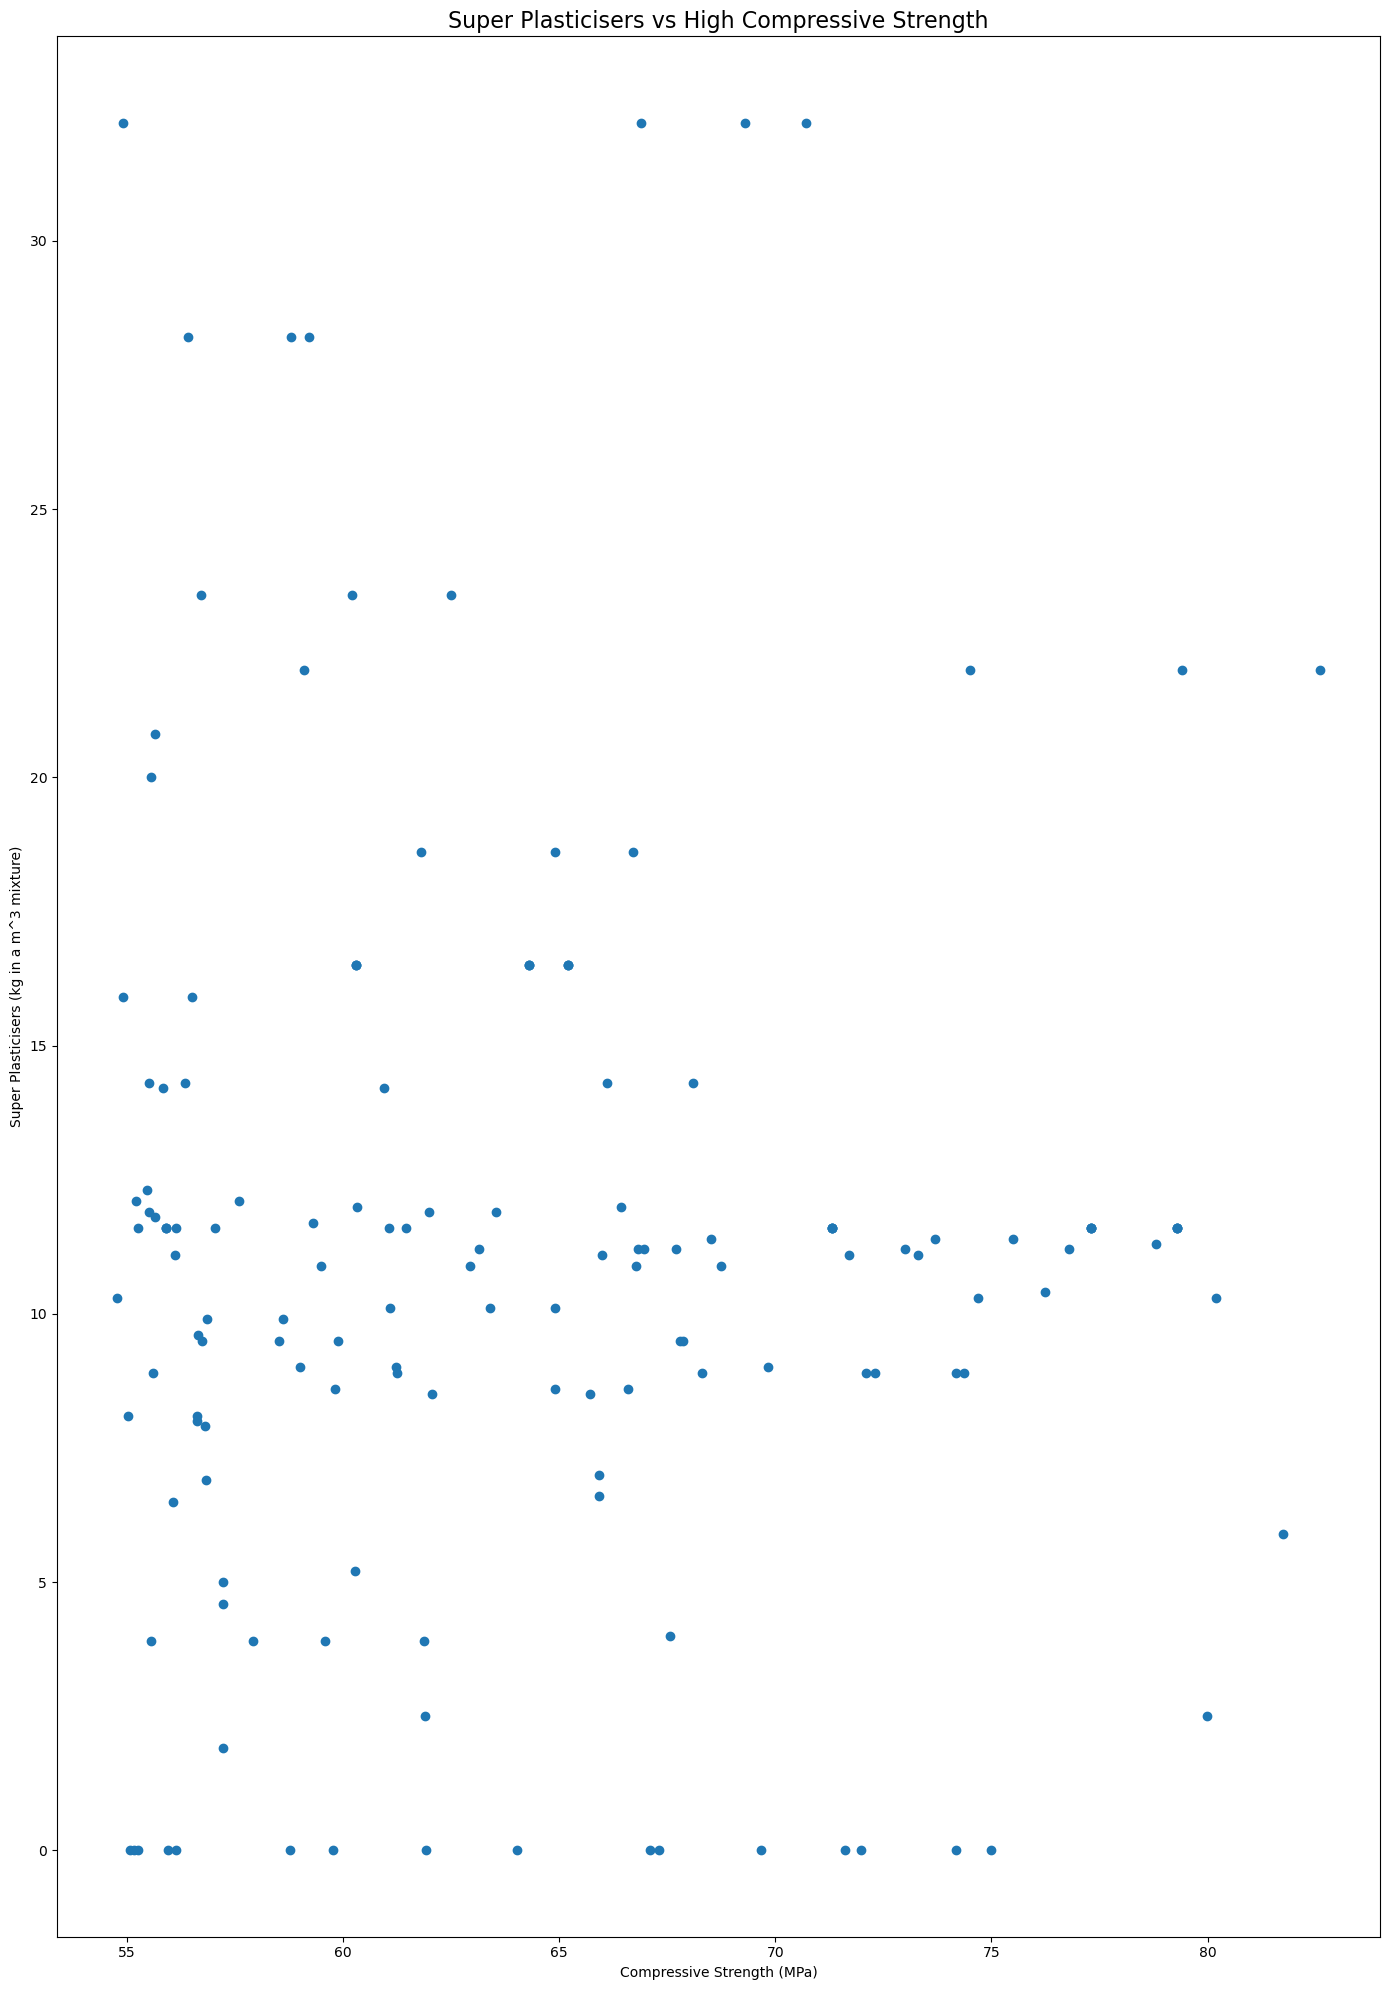 Super Plasticisers vs High Compressive Strength
30
25
20
15
10
5
0
Super Plasticisers (kg in a m^3 mixture)
55 60 65 70 75 80
Compressive Strength (MPa)